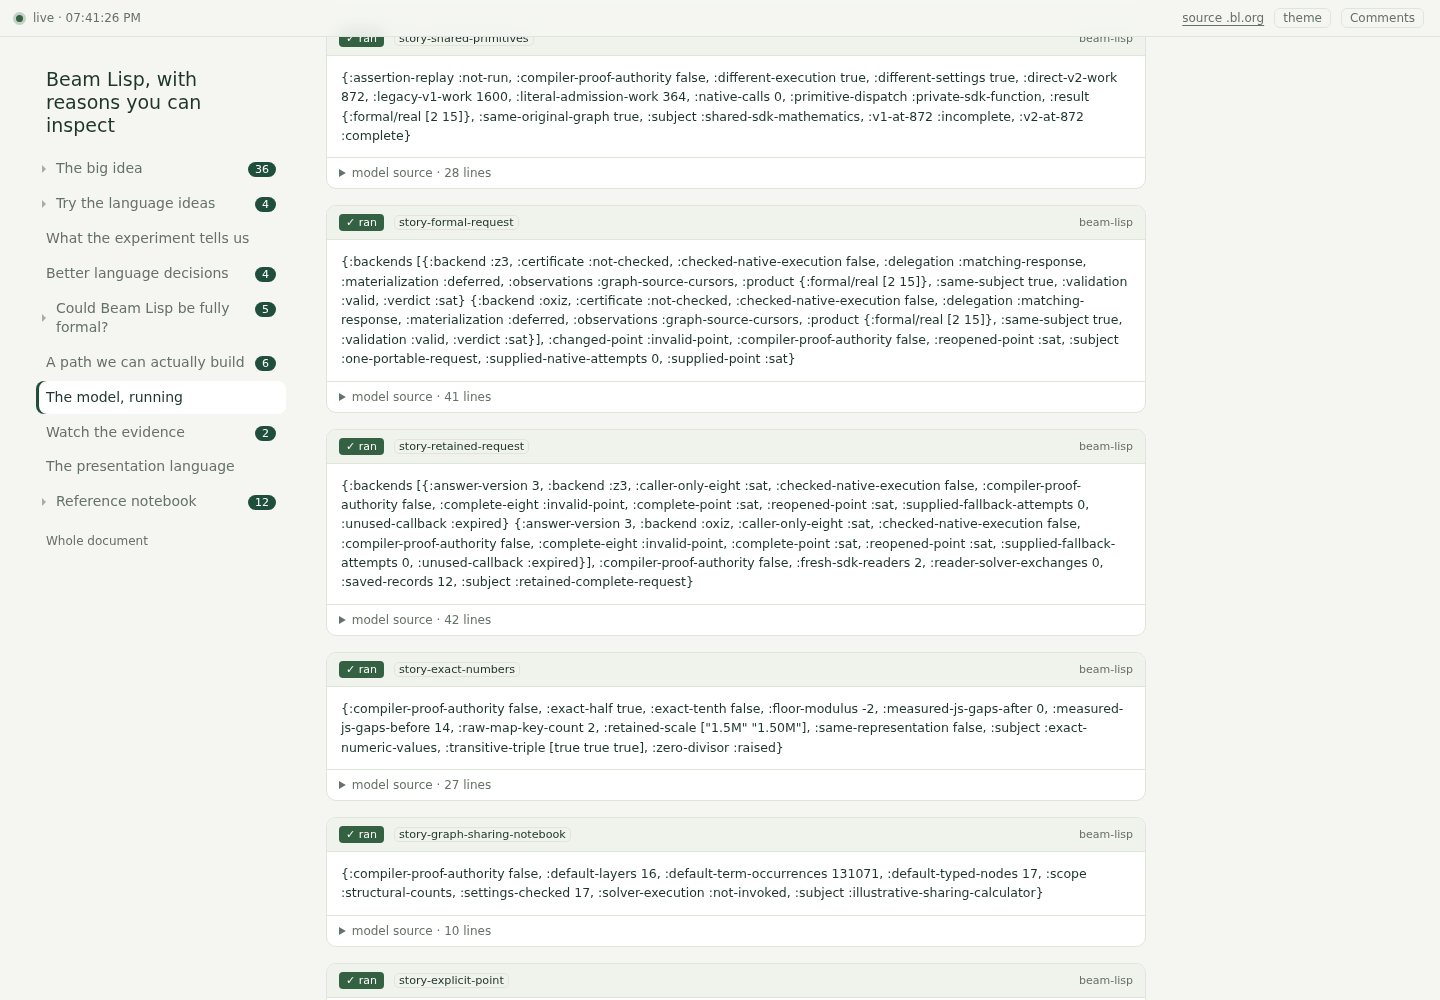 live · 07:41:26 PM
source .bl.org
theme
Comments
Beam Lisp, with
reasons you can
inspect
The big idea 36
Try the language ideas 4
What the experiment tells us
Better language decisions 4
Could Beam Lisp be fully 5
formal?
A path we can actually build 6
The model, running
Watch the evidence 2
The presentation language
Reference notebook 12
Whole document
✓ ran story-shared-primitives beam-lisp
{:assertion-replay :not-run, :compiler-proof-authority false, :different-execution true, :different-settings true, :direct-v2-work
872, :legacy-v1-work 1600, :literal-admission-work 364, :native-calls 0, :primitive-dispatch :private-sdk-function, :result
{:formal/real [2 15]}, :same-original-graph true, :subject :shared-sdk-mathematics, :v1-at-872 :incomplete, :v2-at-872
:complete}
model source · 28 lines
✓ ran story-formal-request beam-lisp
{:backends [{:backend :z3, :certificate :not-checked, :checked-native-execution false, :delegation :matching-response,
:materialization :deferred, :observations :graph-source-cursors, :product {:formal/real [2 15]}, :same-subject true, :validation
:valid, :verdict :sat} {:backend :oxiz, :certificate :not-checked, :checked-native-execution false, :delegation :matching-
response, :materialization :deferred, :observations :graph-source-cursors, :product {:formal/real [2 15]}, :same-subject true,
:validation :valid, :verdict :sat}], :changed-point :invalid-point, :compiler-proof-authority false, :reopened-point :sat, :subject
:one-portable-request, :supplied-native-attempts 0, :supplied-point :sat}
model source · 41 lines
✓ ran story-retained-request beam-lisp
{:backends [{:answer-version 3, :backend :z3, :caller-only-eight :sat, :checked-native-execution false, :compiler-proof-
authority false, :complete-eight :invalid-point, :complete-point :sat, :reopened-point :sat, :supplied-fallback-attempts 0,
:unused-callback :expired} {:answer-version 3, :backend :oxiz, :caller-only-eight :sat, :checked-native-execution false,
:compiler-proof-authority false, :complete-eight :invalid-point, :complete-point :sat, :reopened-point :sat, :supplied-fallback-
attempts 0, :unused-callback :expired}], :compiler-proof-authority false, :fresh-sdk-readers 2, :reader-solver-exchanges 0,
:saved-records 12, :subject :retained-complete-request}
model source · 42 lines
✓ ran story-exact-numbers beam-lisp
{:compiler-proof-authority false, :exact-half true, :exact-tenth false, :floor-modulus -2, :measured-js-gaps-after 0, :measured-
js-gaps-before 14, :raw-map-key-count 2, :retained-scale ["1.5M" "1.50M"], :same-representation false, :subject :exact-
numeric-values, :transitive-triple [true true true], :zero-divisor :raised}
model source · 27 lines
✓ ran story-graph-sharing-notebook beam-lisp
{:compiler-proof-authority false, :default-layers 16, :default-term-occurrences 131071, :default-typed-nodes 17, :scope
:structural-counts, :settings-checked 17, :solver-execution :not-invoked, :subject :illustrative-sharing-calculator}
model source · 10 lines
✓ ran story-explicit-point beam-lisp